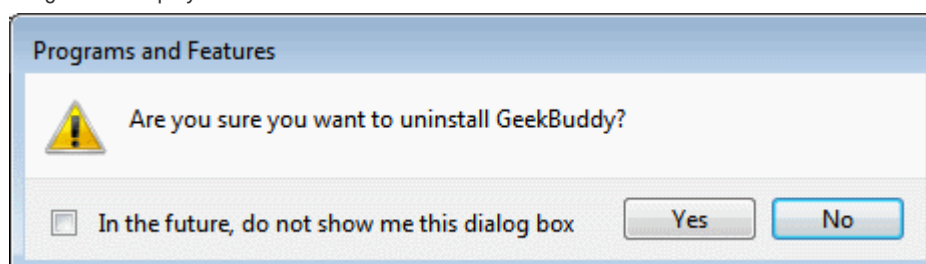 Programs and Features
Are you sure you want to uninstall GeekBuddy?
In the future, do not show me this dialog box
Yes
No